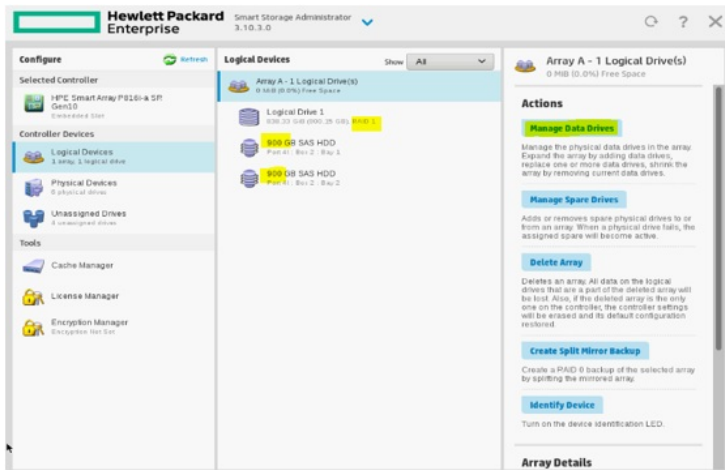 Hewlett Packard
Enterprise
Smart Storage Administrator
3.10.3.0
?
Configure
Refresh
Selected Controller
HPE Smart Array P816i-a SR
Gen10
Embedded Slot
Controller Devices
Logical Devices
1 array, 1 logical drive
Physical Devices
6 physical drives
Unassigned Drives
4 unassigned drives
Tools
Cache Manager
License Manager
Encryption Manager
Encryption Not Set
Logical Devices
Show All
Array A - 1 Logical Drive(s)
0 MiB (0.0%) Free Space
Logical Drive 1
RAID 1
900 GB SAS HDD
Box 2 : Bay 1
900 GB SAS HDD
Box 2 : Bay 2
Array A - 1 Logical Drive(s)
0 MiB (0.0%) Free Space
Actions
Manage Data Drives
Manage the physical data drives in the array.
Expand the array by adding data drives,
replace one or more data drives, shrink the
array by removing current data drives.
Manage Spare Drives
Adds or removes spare physical drives to or
from an array. When a physical drive fails, the
assigned spare will become active.
Delete Array
Deletes an array. All data on the logical
drives that are a part of the deleted array will
be lost. Also, if the deleted array is the only
one on the controller, the controller settings
will be erased and its default configuration
restored.
Create Split Mirror Backup
Create a RAID 0 backup of the selected array
by splitting the mirrored array.
Identify Device
Turn on the device identification LED.
Array Details